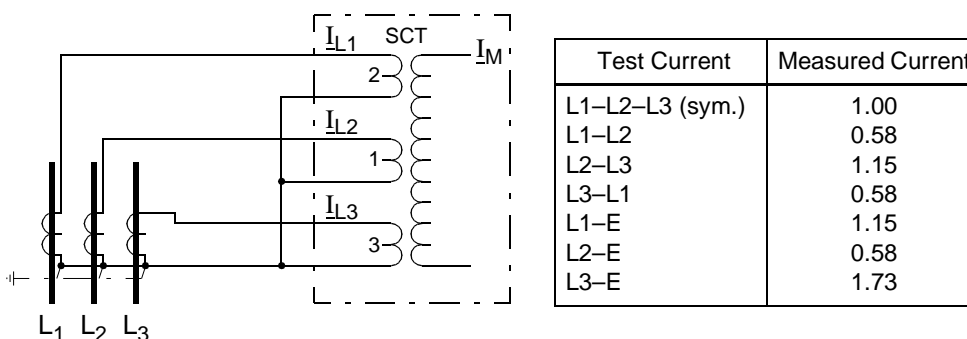 I_L1 SCT I_M
2
I_L2
1
I_L3
3
L1 L2 L3
Test Current Measured Current
L1–L2–L3 (sym.) 1.00
L1–L2 0.58
L2–L3 1.15
L3–L1 0.58
L1–E 1.15
L2–E 0.58
L3–E 1.73